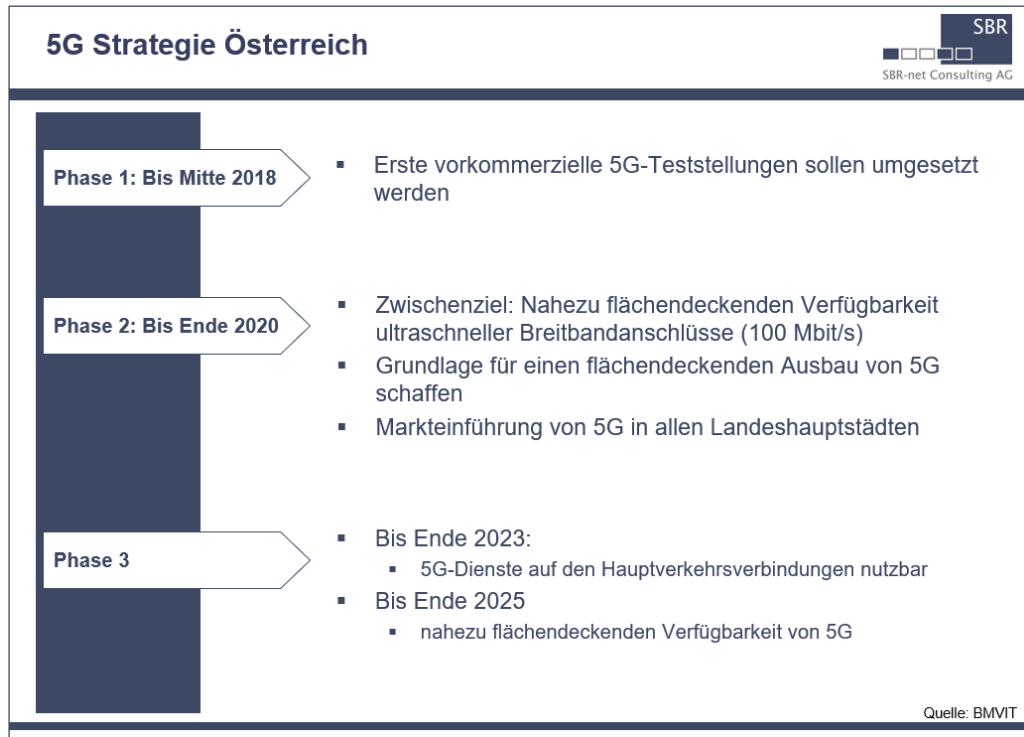 5G Strategie Österreich
SBR
SBR-net Consulting AG
Phase 1: Bis Mitte 2018
▪ Erste vorkommerzielle 5G-Teststellungen sollen umgesetzt
werden
Phase 2: Bis Ende 2020
▪ Zwischenziel: Nahezu flächendeckenden Verfügbarkeit
ultraschneller Breitbandanschlüsse (100 Mbit/s)
▪ Grundlage für einen flächendeckenden Ausbau von 5G
schaffen
▪ Markteinführung von 5G in allen Landeshauptstädten
Phase 3
▪ Bis Ende 2023:
▪ 5G-Dienste auf den Hauptverkehrsverbindungen nutzbar
▪ Bis Ende 2025
▪ nahezu flächendeckenden Verfügbarkeit von 5G
Quelle: BMVIT